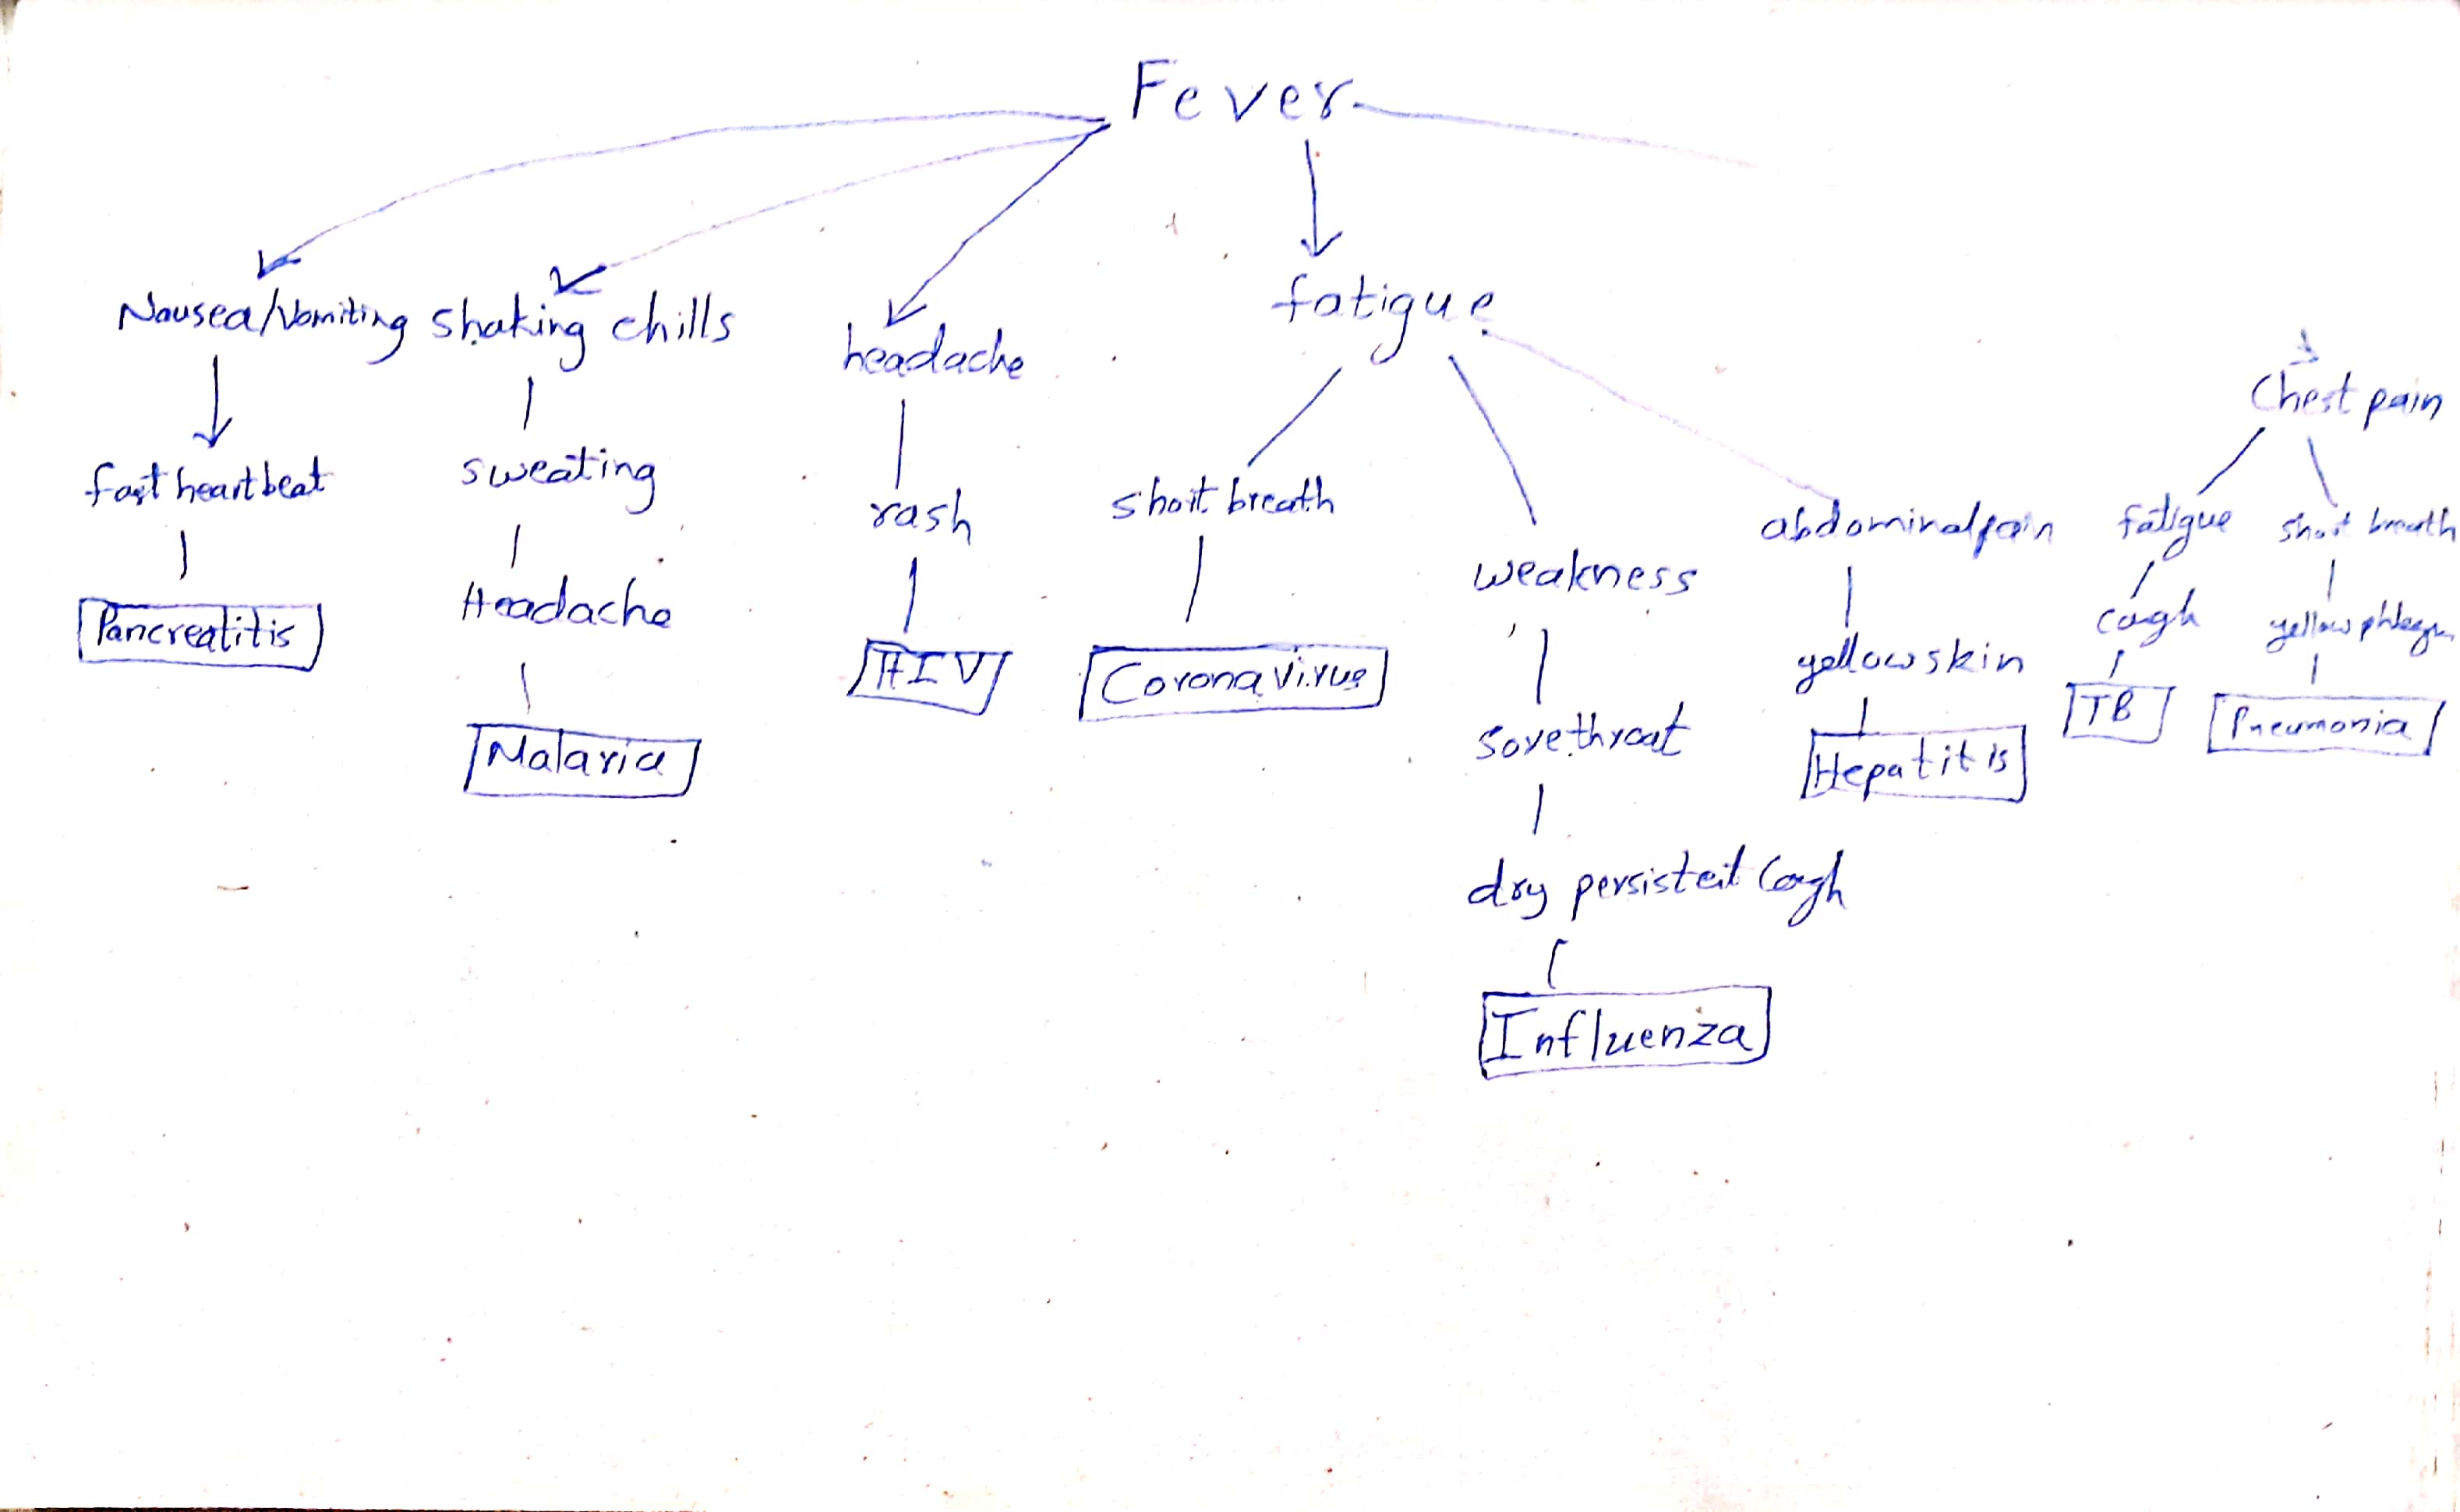 Fever
Nausea/Vomiting
shaking chills
headache
fatigue
Chest pain
fast heartbeat
sweating
rash
short breath
weakness
abdominal pain
fatigue
short breath
Pancreatitis
Headache
HIV
Corona Virus
sore throat
yellow skin
cough
yellow phlegm
Malaria
Hepatitis
TB
Pneumonia
dry persistent Cough
Influenza